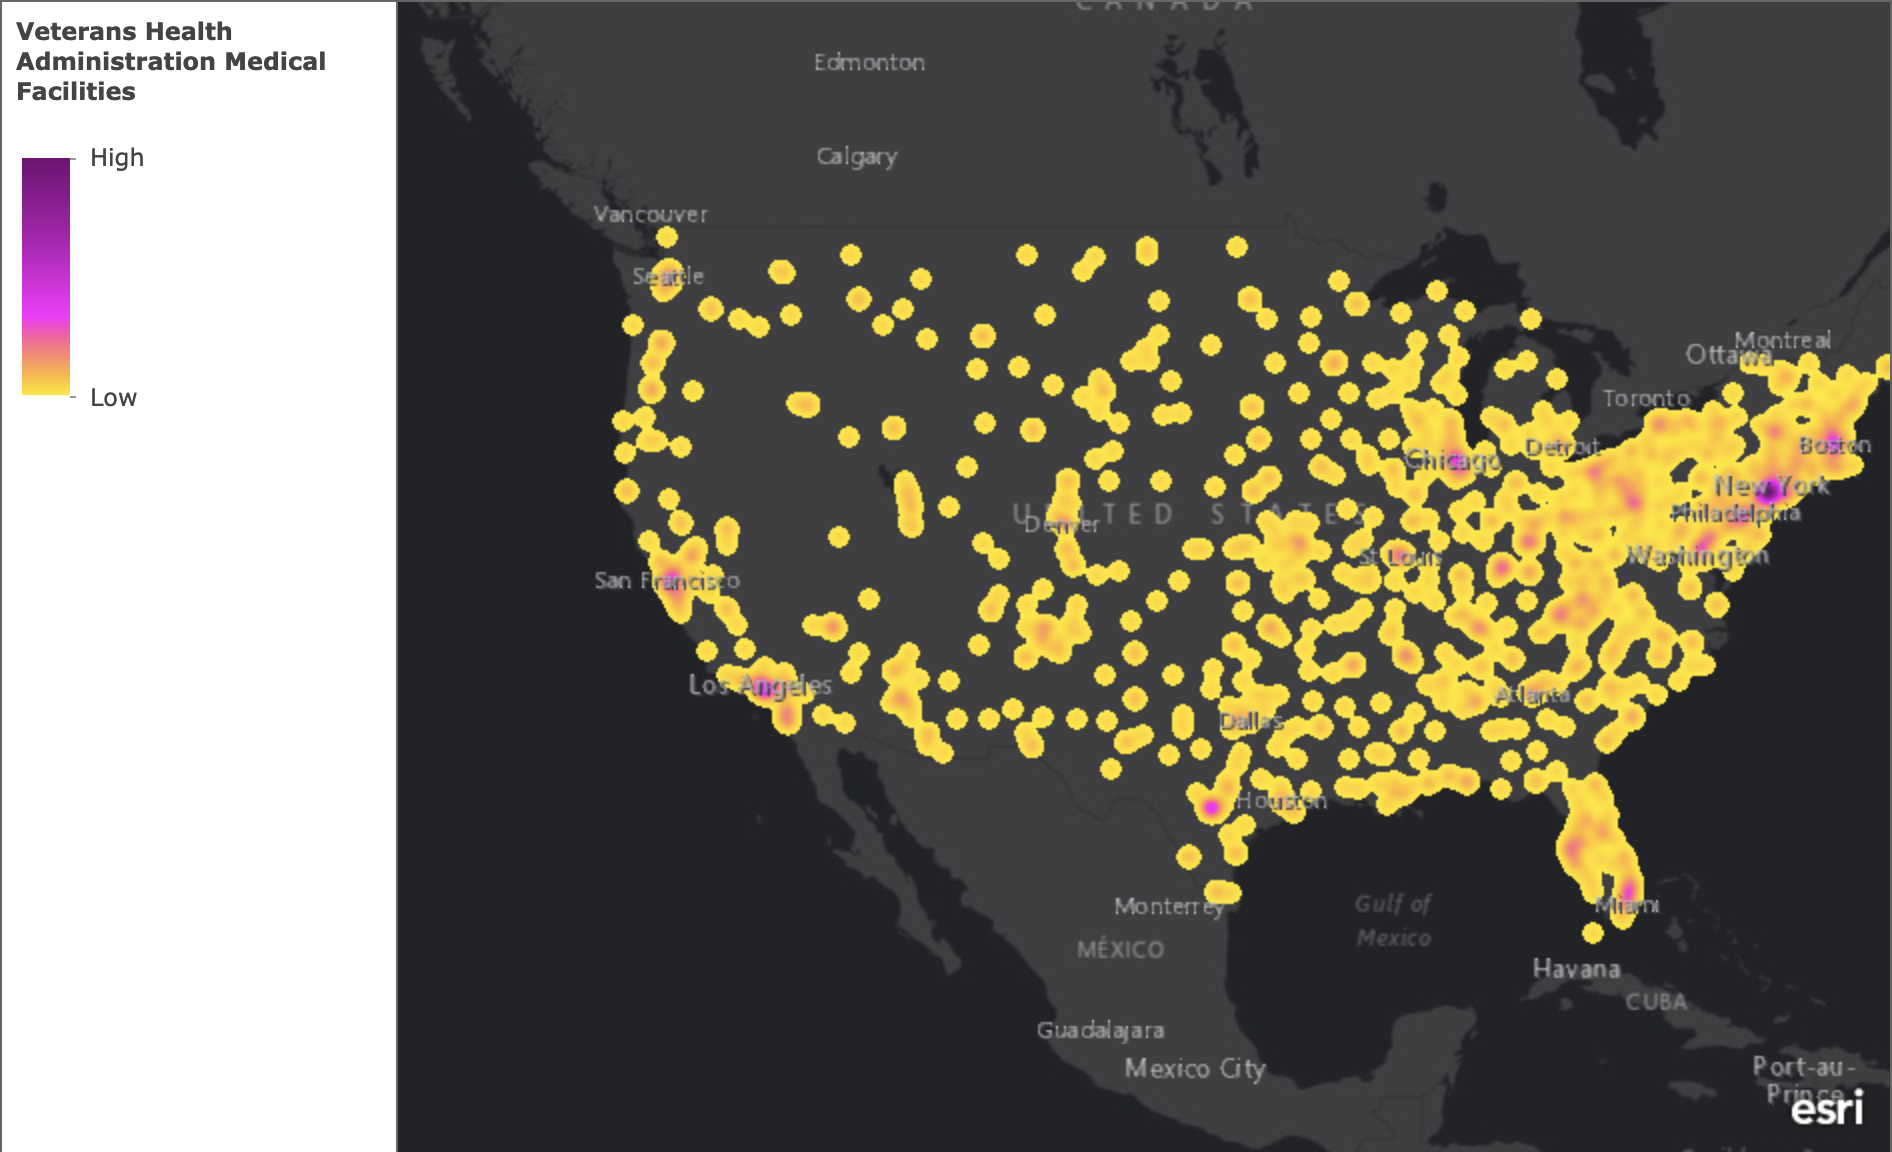 Veterans Health
Administration Medical
Facilities
High
Low
CANADA
Edmonton
Calgary
Vancouver
Seattle
Montreal
Ottawa
Toronto
Boston
Detroit
Chicago
New York
UNITED STATES
Philadelphia
Denver
Washington
St Louis
San Francisco
Los Angeles
Atlanta
Dallas
Houston
Monterrey
Gulf of
Mexico
Miami
MÉXICO
Havana
CUBA
Guadalajara
Mexico City
Port-au-
Prince
esri